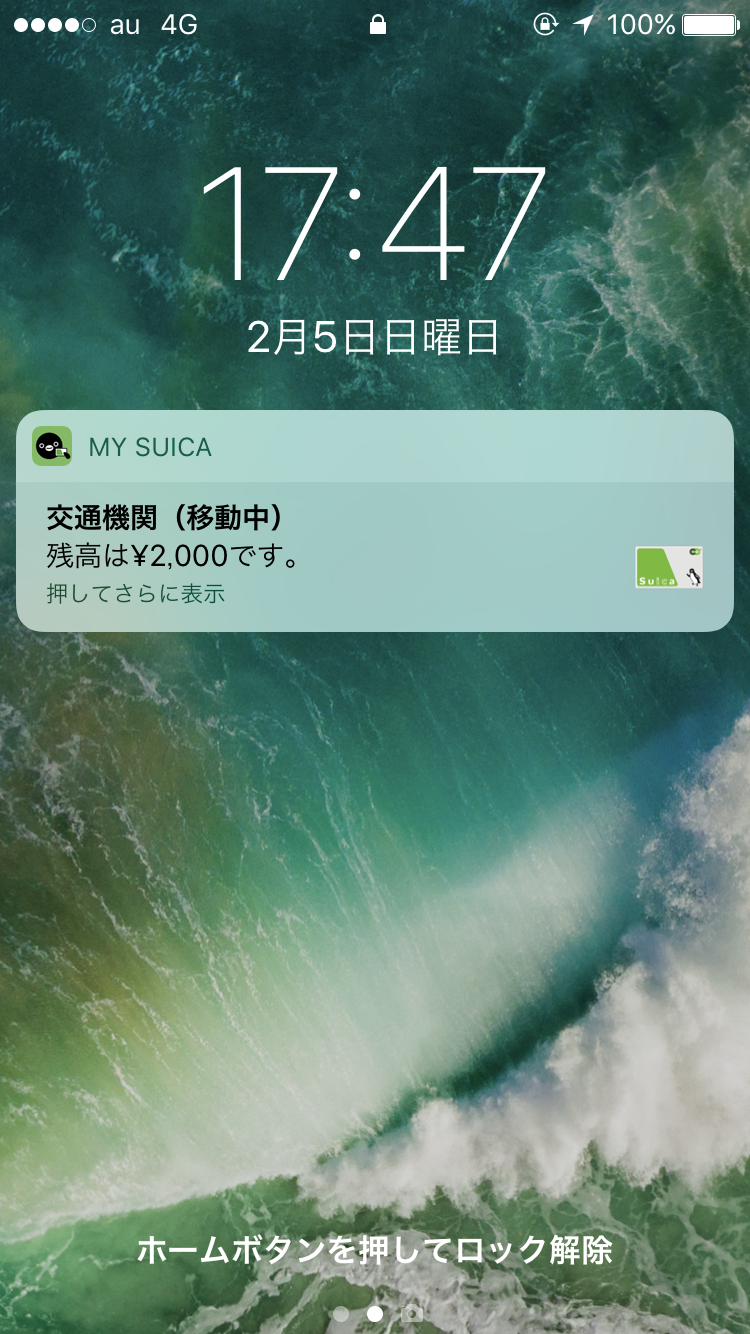 au 4G 100%
17:47
2月5日日曜日
MY SUICA
交通機関（移動中）
残高は¥2,000です。
Suica
押してさらに表示
ホームボタンを押してロック解除